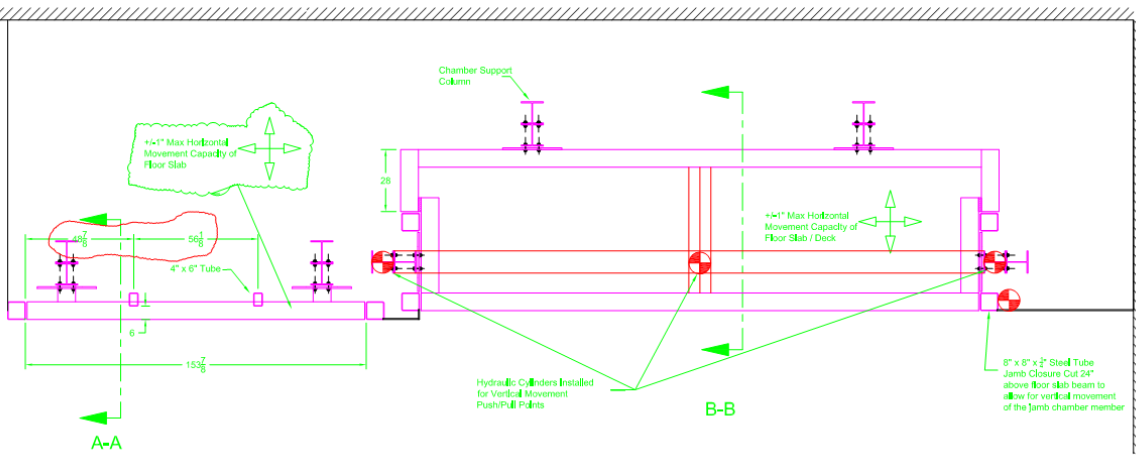 Chamber Support
Column
+/-1" Max Horizontal
Movement Capacity of
Floor Slab
28
+/-1" Max Horizontal
Movement Capacity of
Floor Slab / Deck
56 1/8
4" x 6" Tube
6
153 7/8
Hydraulic Cylinders Installed
for Vertical Movement
Push/Pull Points
8" x 8" x ½" Steel Tube
Jamb Closure Cut 24"
above floor slab beam to
allow for vertical movement
of the jamb chamber member
B-B
A-A